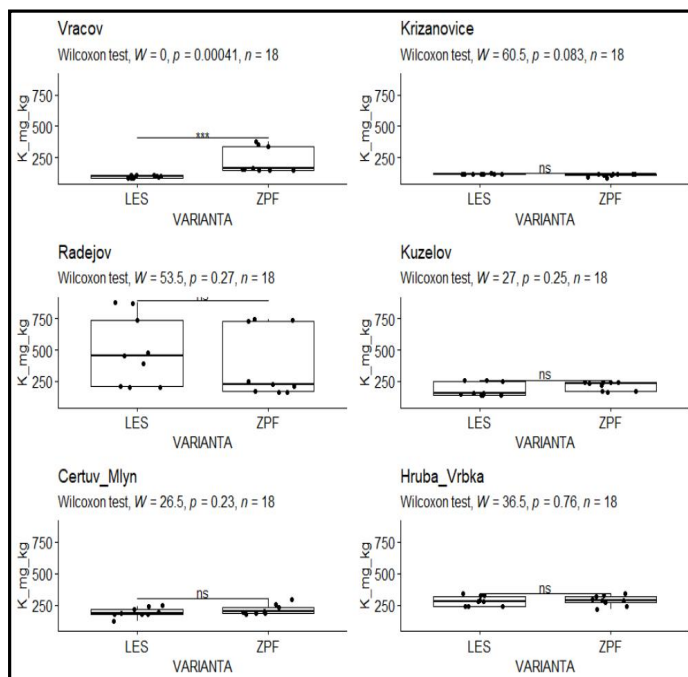 Vracov
Wilcoxon test, W = 0, p = 0.00041, n = 18
K_mg_kg
750
500
250
***
LES
ZPF
VARIANTA
Krizanovice
Wilcoxon test, W = 60.5, p = 0.083, n = 18
K_mg_kg
750
500
250
ns
LES
ZPF
VARIANTA
Radejov
Wilcoxon test, W = 53.5, p = 0.27, n = 18
K_mg_kg
750
500
250
ns
LES
ZPF
VARIANTA
Kuzelov
Wilcoxon test, W = 27, p = 0.25, n = 18
K_mg_kg
750
500
250
ns
LES
ZPF
VARIANTA
Certuv_Mlyn
Wilcoxon test, W = 26.5, p = 0.23, n = 18
K_mg_kg
750
500
250
ns
LES
ZPF
VARIANTA
Hruba_Vrbka
Wilcoxon test, W = 36.5, p = 0.76, n = 18
K_mg_kg
750
500
250
ns
LES
ZPF
VARIANTA